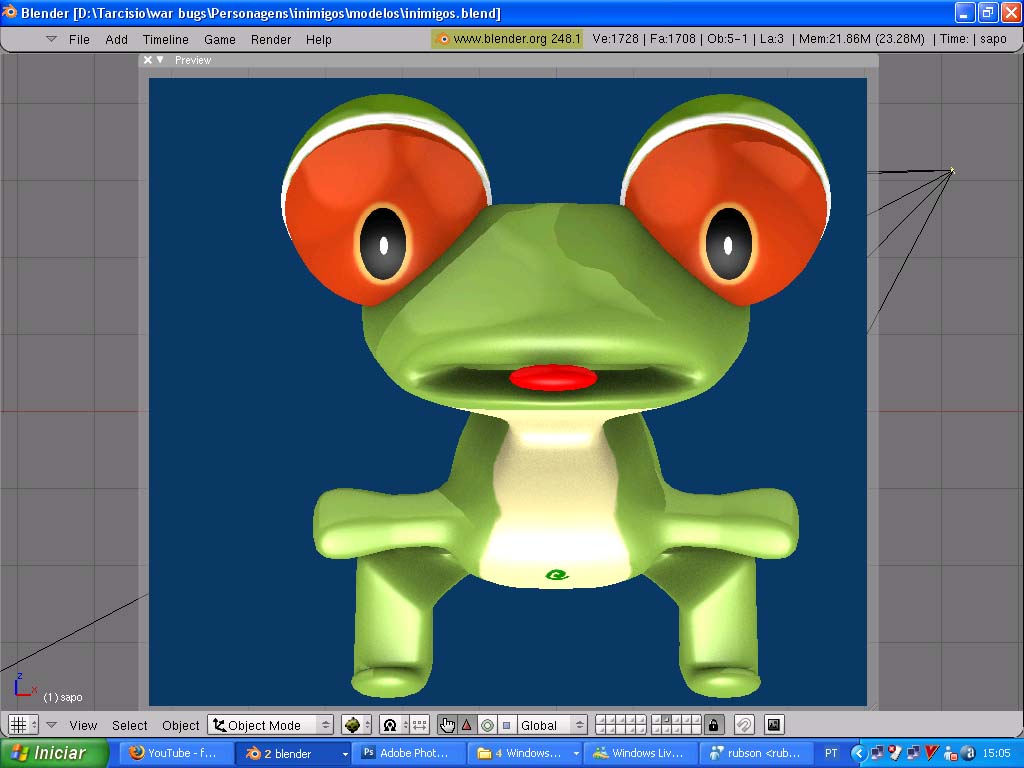 Blender [D:\Tarcisio\war bugs\Personagens\inimigos\modelos\inimigos.blend]
File Add Timeline Game Render Help www.blender.org 248.1 Ve:1728 | Fa:1708 | Ob:5-1 | La:3 | Mem:21.86M (23.28M) | Time: | sapo
Preview
z
x
(1) sapo
View Select Object Object Mode Global
Iniciar YouTube - f... 2 blender Adobe Phot... 4 Windows... Windows Liv... rubson <rub... PT 15:05